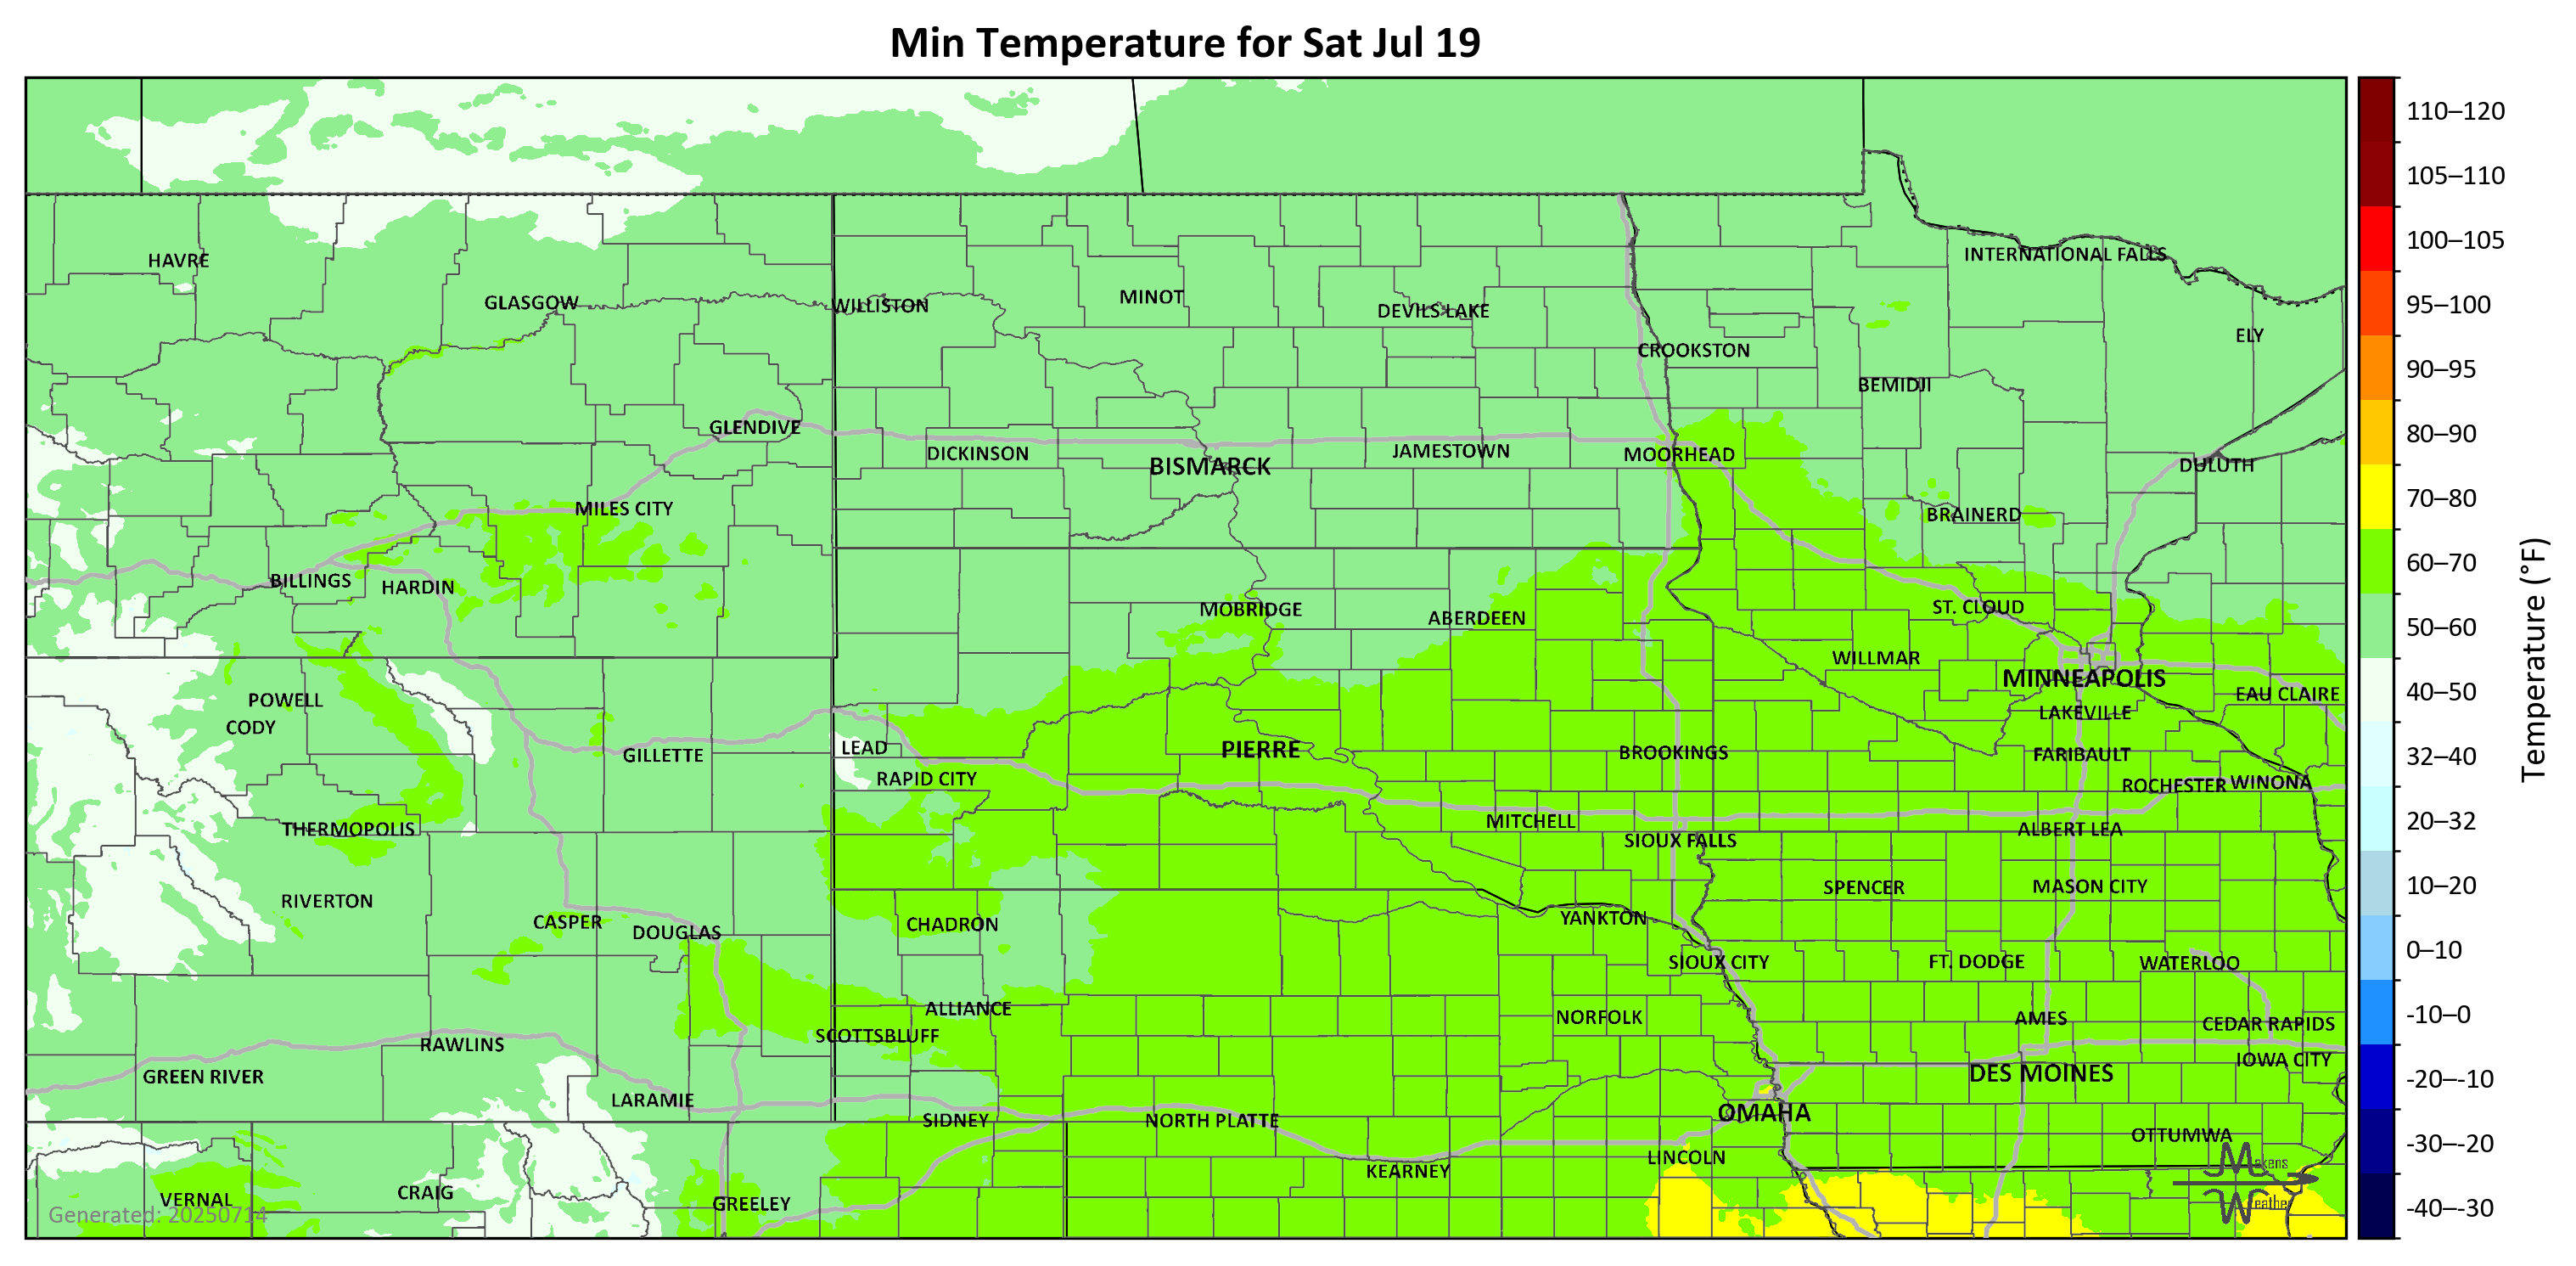 Min Temperature for Sat Jul 19
110–120
105–110
100–105
95–100
90–95
80–90
70–80
60–70
50–60
40–50
32–40
20–32
10–20
0–10
-10–0
-20–-10
-30–-20
-40–-30
Temperature (°F)
HAVRE
INTERNATIONAL FALLS
GLASGOW
WILLISTON
MINOT
DEVILS LAKE
ELY
CROOKSTON
BEMIDJI
GLENDIVE
DICKINSON
BISMARCK
JAMESTOWN
MOORHEAD
DULUTH
MILES CITY
BRAINERD
BILLINGS
HARDIN
MOBRIDGE
ABERDEEN
ST. CLOUD
WILLMAR
MINNEAPOLIS
POWELL
EAU CLAIRE
CODY
LAKEVILLE
GILLETTE
LEAD
PIERRE
BROOKINGS
FARIBAULT
RAPID CITY
ROCHESTER
WINONA
THERMOPOLIS
MITCHELL
SIOUX FALLS
ALBERT LEA
RIVERTON
SPENCER
MASON CITY
CASPER
DOUGLAS
CHADRON
YANKTON
SIOUX CITY
FT. DODGE
WATERLOO
ALLIANCE
NORFOLK
AMES
CEDAR RAPIDS
SCOTTSBLUFF
RAWLINS
IOWA CITY
GREEN RIVER
DES MOINES
LARAMIE
SIDNEY
NORTH PLATTE
OMAHA
OTTUMWA
LINCOLN
KEARNEY
CRAIG
VERNAL
GREELEY
Makens
Weather
Generated: 20250714